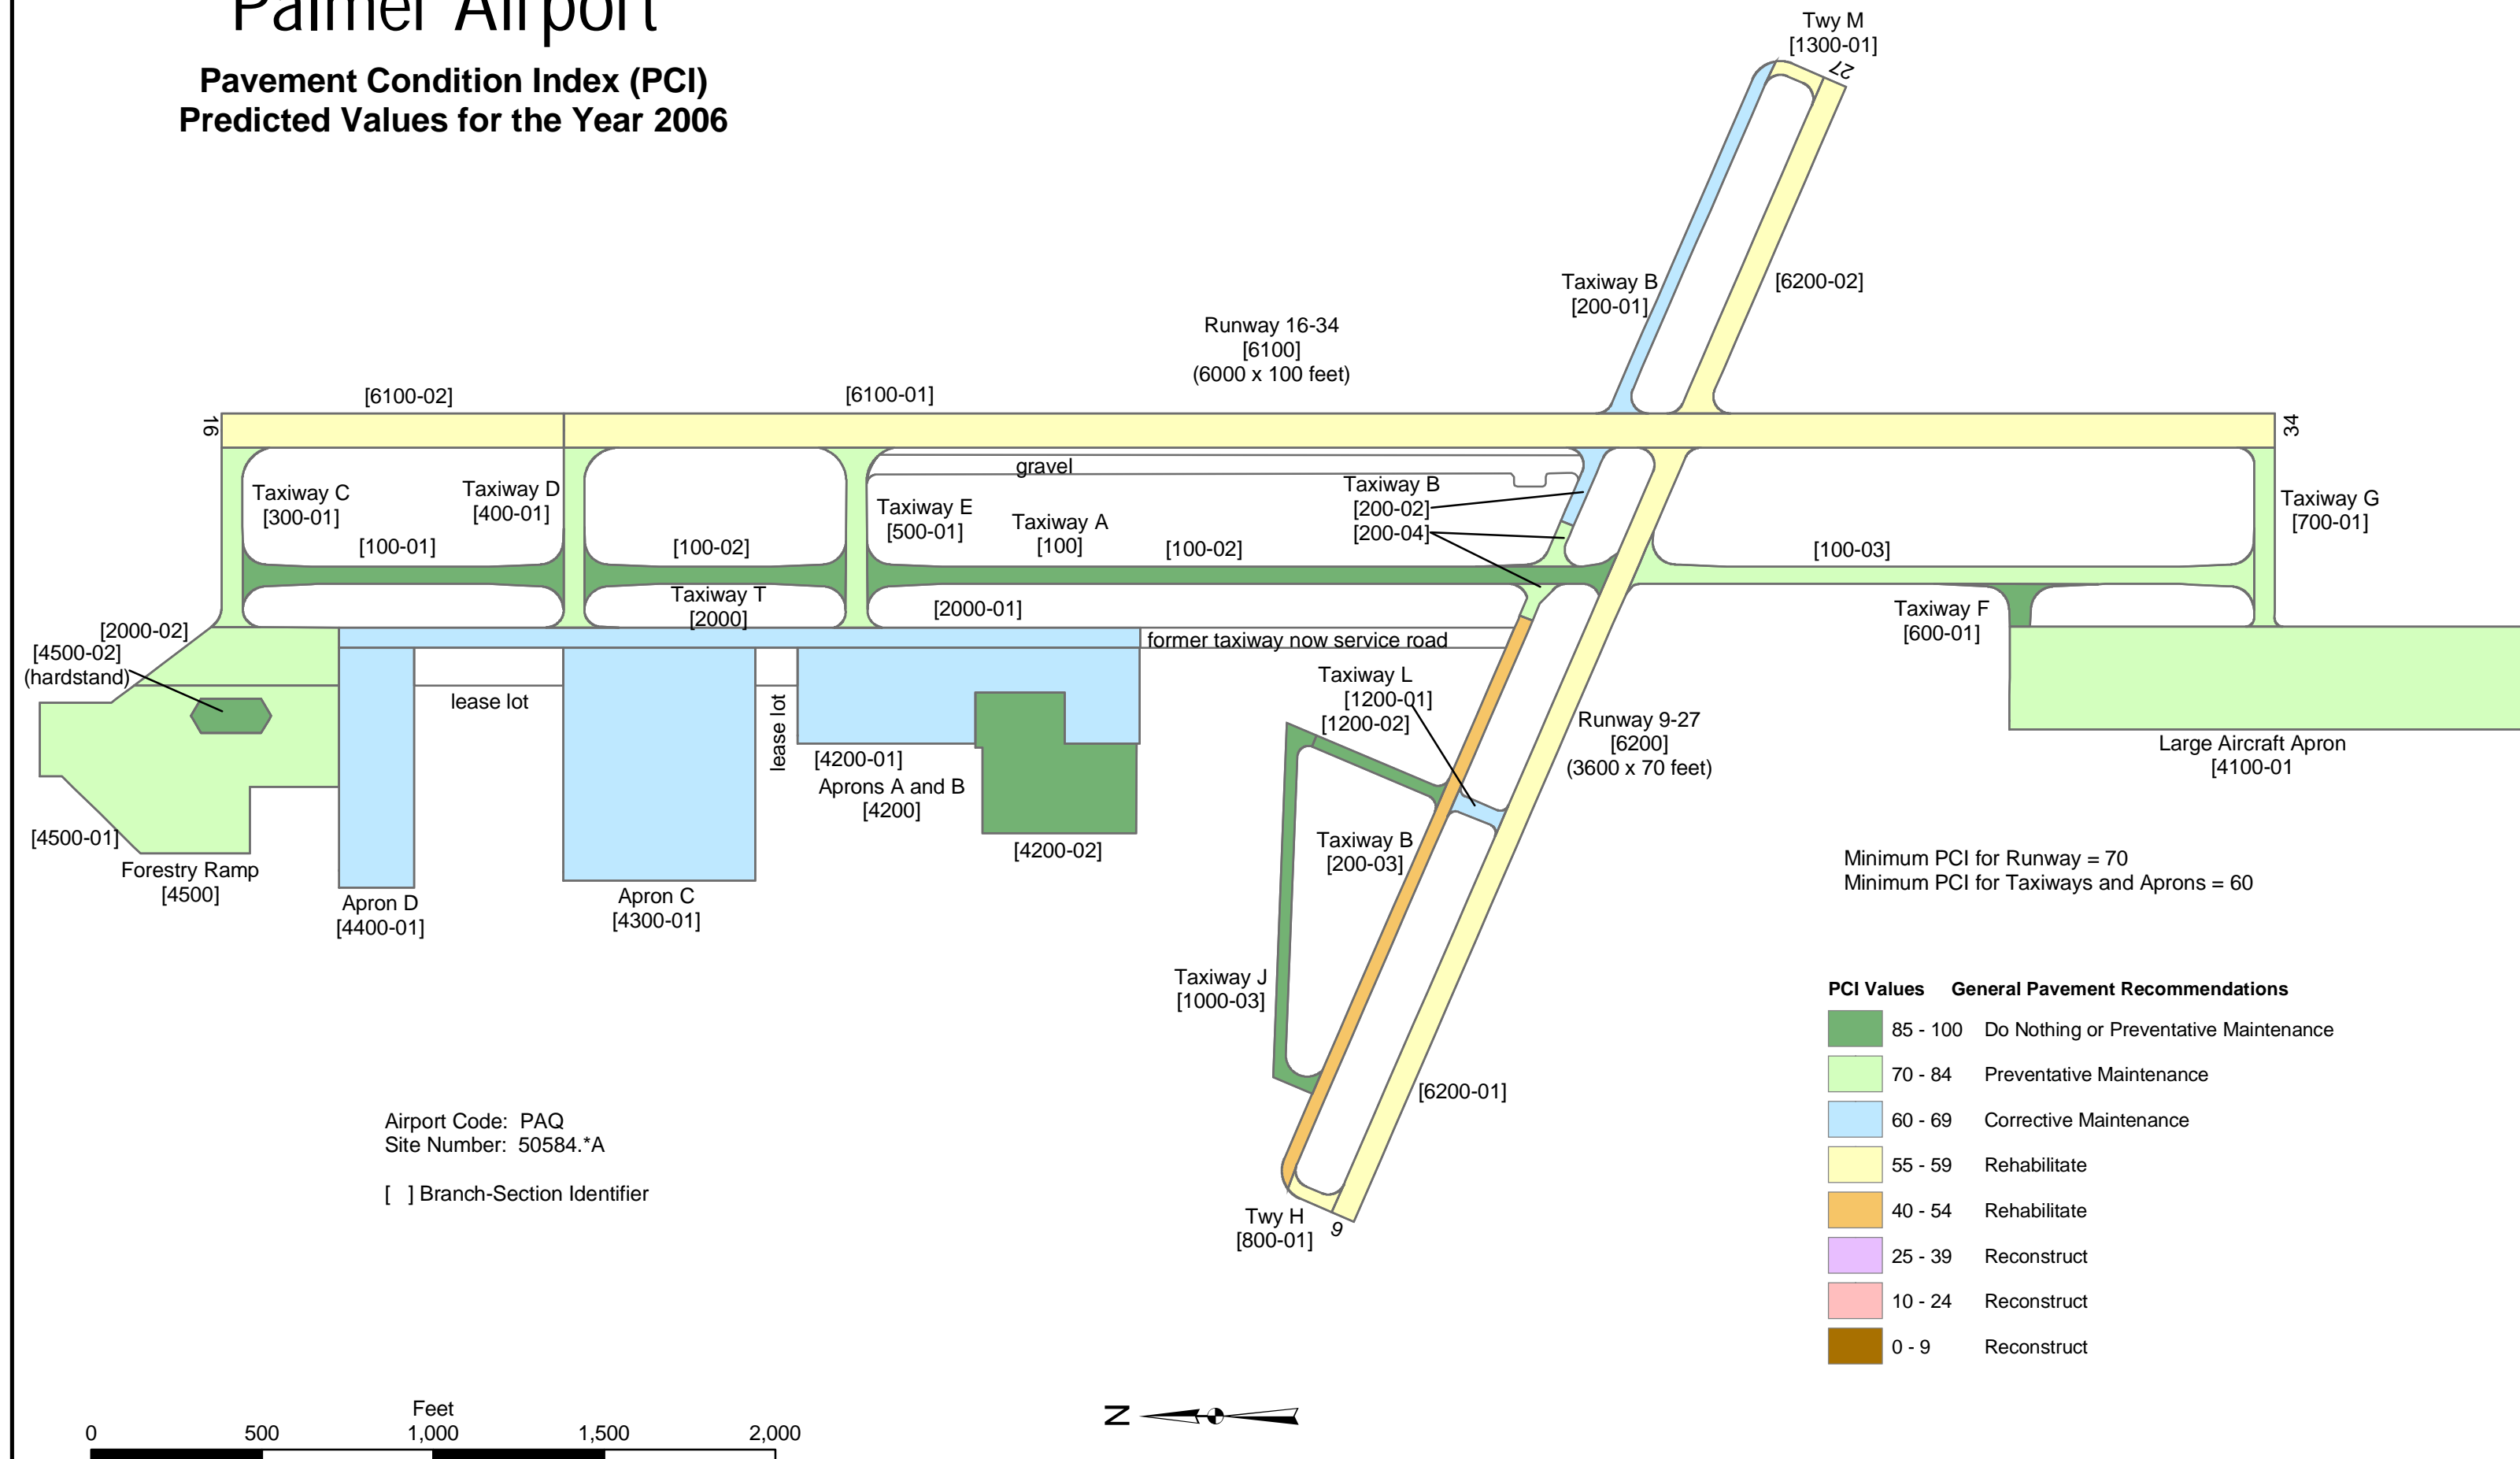 Palmer Airport
Pavement Condition Index (PCI)
Predicted Values for the Year 2006
Twy M
[1300-01]
27
Taxiway B
[200-01]
[6200-02]
Runway 16-34
[6100]
(6000 x 100 feet)
[6100-02]
[6100-01]
16
34
gravel
Taxiway C
[300-01]
Taxiway D
[400-01]
Taxiway E
[500-01]
Taxiway A
[100]
Taxiway B
[200-02]
[200-04]
Taxiway G
[700-01]
[100-01]
[100-02]
[100-02]
[100-03]
Taxiway T
[2000]
[2000-01]
Taxiway F
[600-01]
[2000-02]
[4500-02]
(hardstand)
former taxiway now service road
lease lot
lease lot
Taxiway L
[1200-01]
[1200-02]
Runway 9-27
[6200]
(3600 x 70 feet)
Large Aircraft Apron
[4100-01
[4200-01]
Aprons A and B
[4200]
[4200-02]
[4500-01]
Forestry Ramp
[4500]
Apron D
[4400-01]
Apron C
[4300-01]
Taxiway B
[200-03]
Taxiway J
[1000-03]
[6200-01]
Twy H
[800-01]
9
Minimum PCI for Runway = 70
Minimum PCI for Taxiways and Aprons = 60
PCI Values General Pavement Recommendations
85 - 100 Do Nothing or Preventative Maintenance
70 - 84 Preventative Maintenance
60 - 69 Corrective Maintenance
55 - 59 Rehabilitate
40 - 54 Rehabilitate
25 - 39 Reconstruct
10 - 24 Reconstruct
0 - 9 Reconstruct
Airport Code: PAQ
Site Number: 50584.*A
[ ] Branch-Section Identifier
Feet
0 500 1,000 1,500 2,000
N